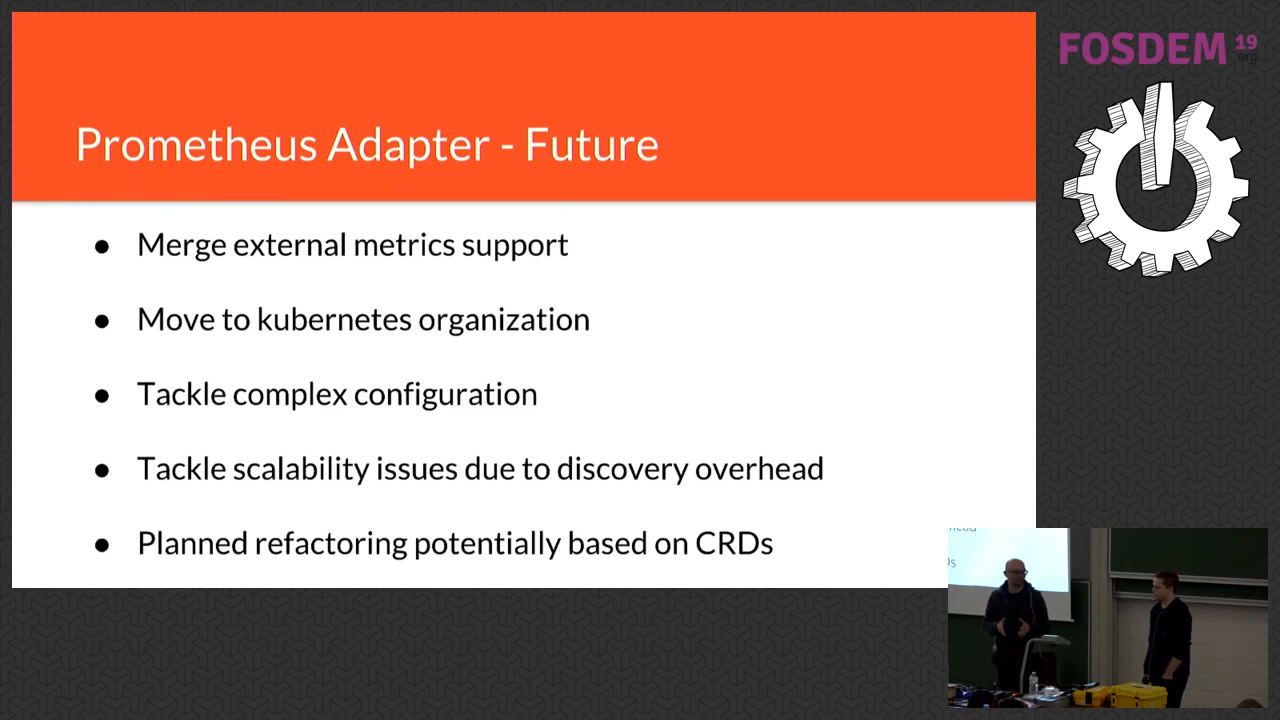 Prometheus Adapter - Future
● Merge external metrics support
● Move to kubernetes organization
● Tackle complex configuration
● Tackle scalability issues due to discovery overhead
● Planned refactoring potentially based on CRDs
FOSDEM 19
.org